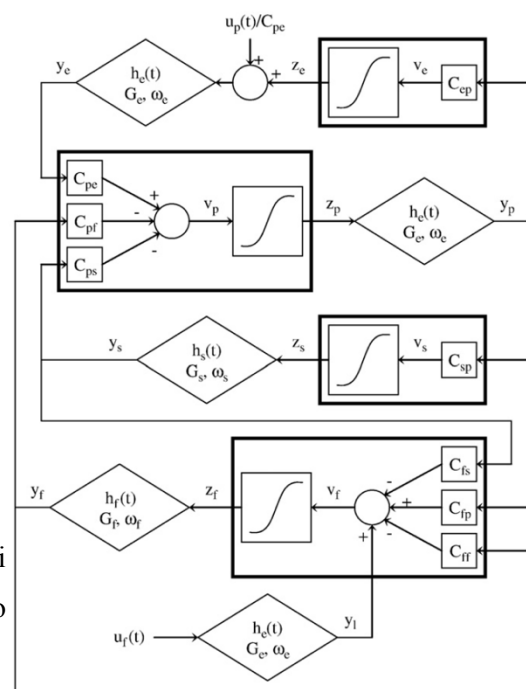 u_p(t)/C_pe
y_e
h_e(t)
G_e, ω_e
+
+
z_e
v_e
C_ep
C_pe
C_pf
C_ps
+
-
-
v_p
z_p
h_e(t)
G_e, ω_e
y_p
y_s
h_s(t)
G_s, ω_s
z_s
v_s
C_sp
y_f
h_f(t)
G_f, ω_f
z_f
v_f
-
+
-
+
C_fs
C_fp
C_ff
i
o
u_f(t)
h_e(t)
G_e, ω_e
y_l